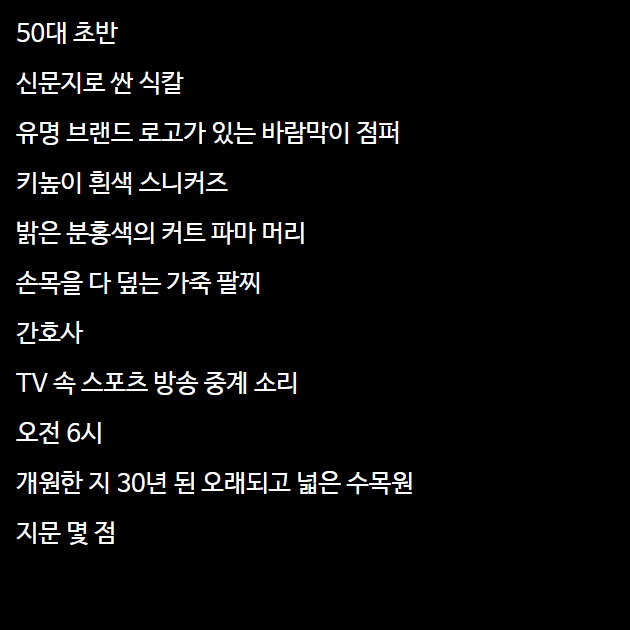 50대 초반
신문지로 싼 식칼
유명 브랜드 로고가 있는 바람막이 점퍼
키높이 흰색 스니커즈
밝은 분홍색의 커트 파마 머리
손목을 다 덮는 가죽 팔찌
간호사
TV 속 스포츠 방송 중계 소리
오전 6시
개원한 지 30년 된 오래되고 넓은 수목원
지문 몇 점